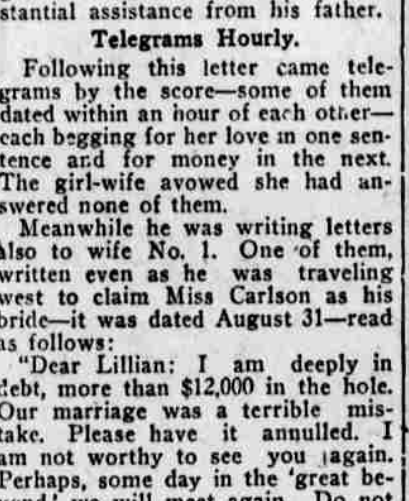 stantial assistance from his father.
Telegrams Hourly.
Following this letter came tele-
grams by the score—some of them
dated within an hour of each other—
each begging for her love in one sen-
tence and for money in the next.
The girl-wife avowed she had an-
swered none of them.
Meanwhile he was writing letters
also to wife No. 1. One of them,
written even as he was traveling
west to claim Miss Carlson as his
bride—it was dated August 31—read
as follows:
"Dear Lillian: I am deeply in
debt, more than $12,000 in the hole.
Our marriage was a terrible mis-
take. Please have it annulled. I
am not worthy to see you again.
Perhaps, some day in the 'great be-
we will meet again. Do not